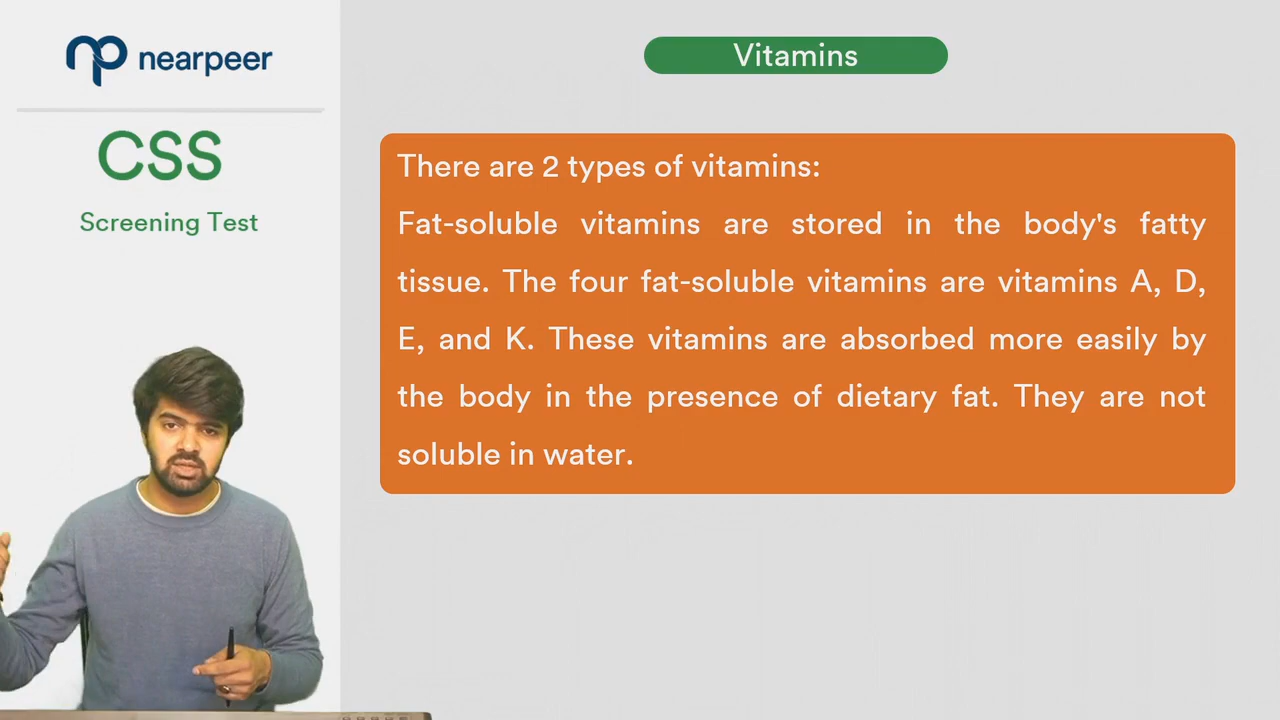 nearpeer
CSS
Screening Test
Vitamins
There are 2 types of vitamins:
Fat-soluble vitamins are stored in the body's fatty
tissue. The four fat-soluble vitamins are vitamins A, D,
E, and K. These vitamins are absorbed more easily by
the body in the presence of dietary fat. They are not
soluble in water.